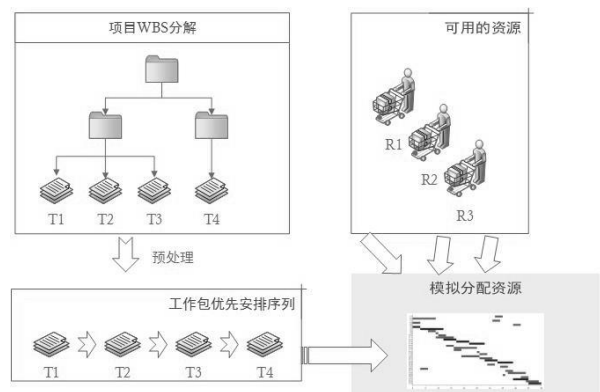 项目WBS分解
可用的资源
R1
R2
R3
T1 T2 T3 T4
预处理
工作包优先安排序列
T1 T2 T3 T4
模拟分配资源